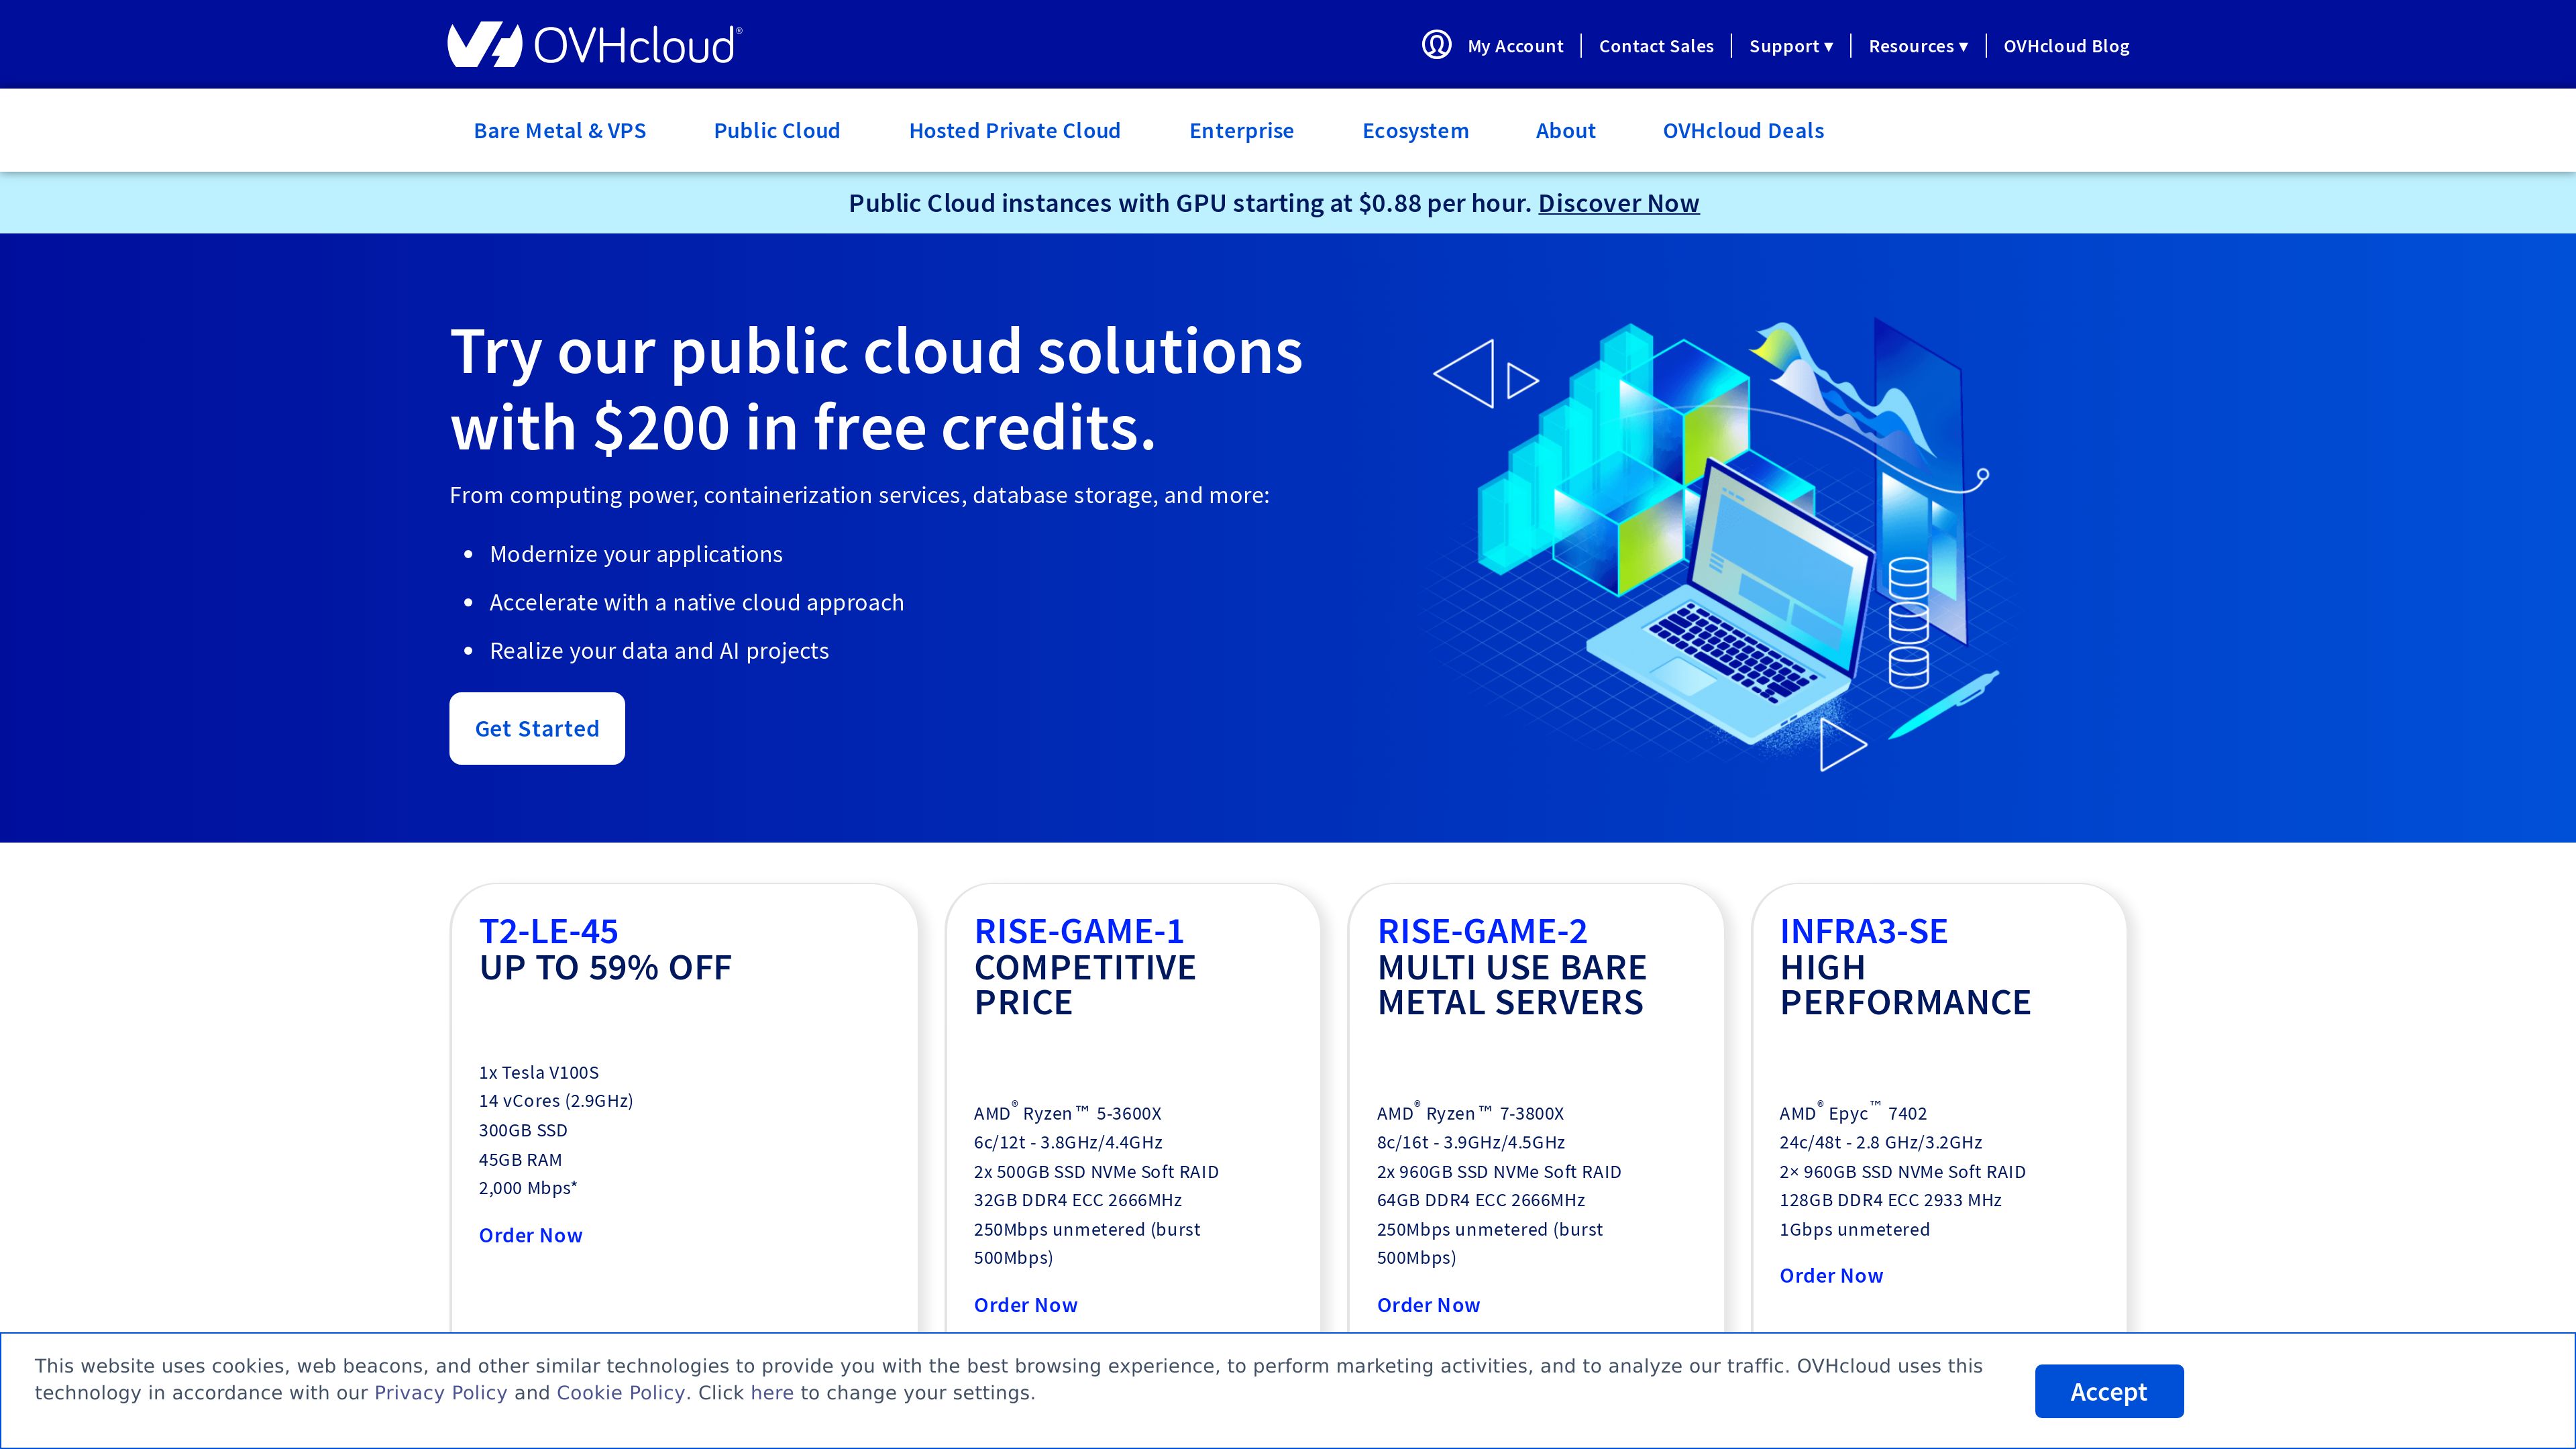 OVHcloud®
My Account
Contact Sales
Support ▾
Resources ▾
OVHcloud Blog
Bare Metal & VPS
Public Cloud
Hosted Private Cloud
Enterprise
Ecosystem
About
OVHcloud Deals
Public Cloud instances with GPU starting at $0.88 per hour. Discover Now
Try our public cloud solutions
with $200 in free credits.
From computing power, containerization services, database storage, and more:
• Modernize your applications
• Accelerate with a native cloud approach
• Realize your data and AI projects
Get Started
T2-LE-45
UP TO 59% OFF
1x Tesla V100S
14 vCores (2.9GHz)
300GB SSD
45GB RAM
2,000 Mbps*
Order Now
RISE-GAME-1
COMPETITIVE
PRICE
AMD® Ryzen™ 5-3600X
6c/12t - 3.8GHz/4.4GHz
2x 500GB SSD NVMe Soft RAID
32GB DDR4 ECC 2666MHz
250Mbps unmetered (burst
500Mbps)
Order Now
RISE-GAME-2
MULTI USE BARE
METAL SERVERS
AMD® Ryzen™ 7-3800X
8c/16t - 3.9GHz/4.5GHz
2x 960GB SSD NVMe Soft RAID
64GB DDR4 ECC 2666MHz
250Mbps unmetered (burst
500Mbps)
Order Now
INFRA3-SE
HIGH
PERFORMANCE
AMD® Epyc™ 7402
24c/48t - 2.8 GHz/3.2GHz
2× 960GB SSD NVMe Soft RAID
128GB DDR4 ECC 2933 MHz
1Gbps unmetered
Order Now
This website uses cookies, web beacons, and other similar technologies to provide you with the best browsing experience, to perform marketing activities, and to analyze our traffic. OVHcloud uses this
technology in accordance with our Privacy Policy and Cookie Policy. Click here to change your settings.
Accept